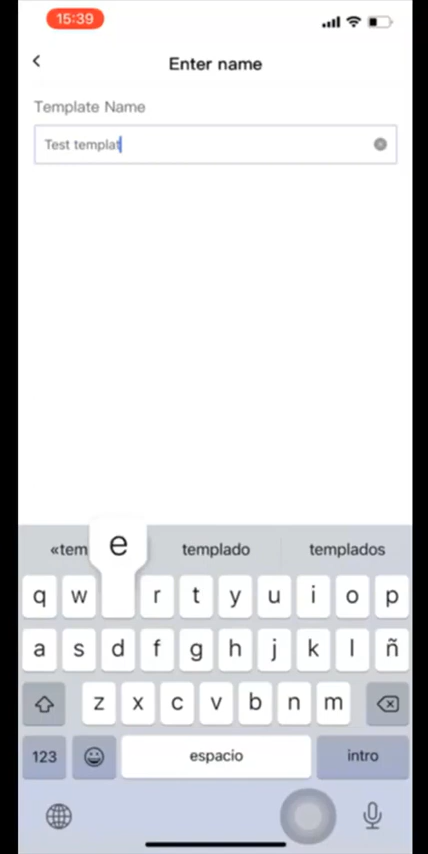 15:39
Enter name
Template Name
Test templat
«tem
templado
templados
e
q w r t y u i o p
a s d f g h j k l ñ
z x c v b n m
123 espacio intro